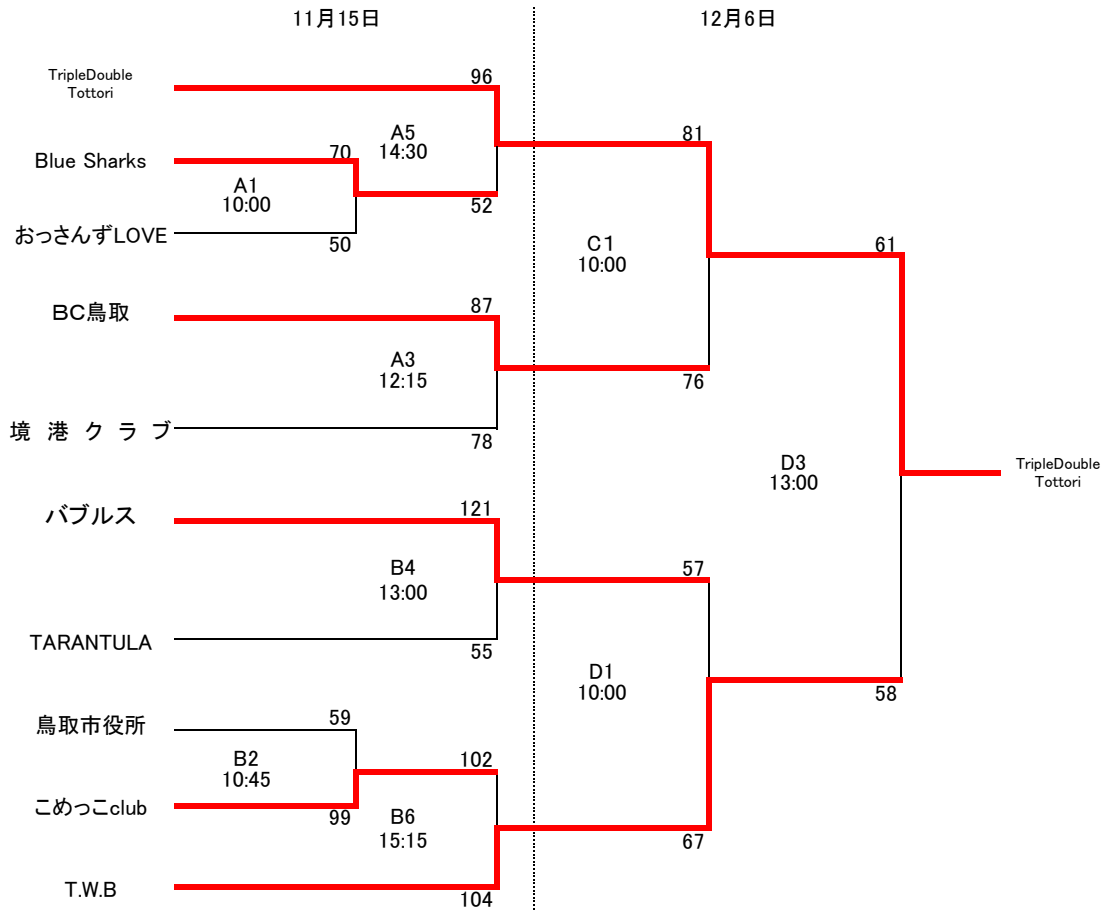 11月15日
12月6日
TripleDouble
Tottori
96
A5
14:30
81
Blue Sharks
70
A1
10:00
52
おっさんずLOVE
50
C1
10:00
61
BC鳥取
87
A3
12:15
76
境 港 ク ラ ブ
78
D3
13:00
TripleDouble
Tottori
バブルス
121
B4
13:00
57
TARANTULA
55
D1
10:00
58
鳥取市役所
59
B2
10:45
102
こめっこclub
99
B6
15:15
67
T.W.B
104